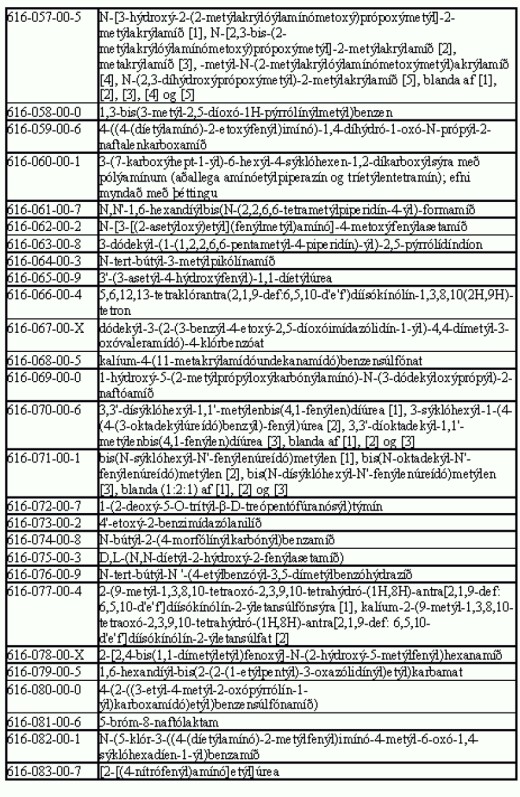 616-057-00-5 N-[3-hýdroxý-2-(2-metýlakrýlóýlamínómetoxý)própoxýmetýl]-2-
metýlakrýlamíð [1], N-[2,3-bis-(2-
metýlakrýlóýlamínómetoxý)própoxýmetýl]-2-metýlakrýlamíð [2],
metakrýlamíð [3], -metýl-N-(2-metakrýlóýlamínómetoxýmetýl)akrýlamíð
[4], N-(2,3-díhýdroxýprópoxýmetýl)-2-metýlakrýlamíð [5], blanda af [1],
[2], [3], [4] og [5]
616-058-00-0 1,3-bis(3-metýl-2,5-díoxó-1H-pýrrólínýlmetýl)benzen
616-059-00-6 4-((4-(díetýlamínó)-2-etoxýfenýl)imínó)-1,4-díhýdró-1-oxó-N-própýl-2-
naftalenkarboxamíð
616-060-00-1 3-(7-karboxýhept-1-ýl)-6-hexýl-4-sýklóhexen-1,2-díkarboxýlsýra með
pólýamínum (aðallega amínóetýlpiperazín og tríetýlentetramín); efni
myndað með þéttingu
616-061-00-7 N,N'-1,6-hexandíýlbis(N-(2,2,6,6-tetrametýlpiperidín-4-ýl)-formamíð
616-062-00-2 N-[3-[(2-asetýloxý)etýl](fenýlmetýl)amínó]-4-metoxýfenýlasetamíð
616-063-00-8 3-dódekýl-(1-(1,2,2,6,6-pentametýl-4-piperidín)-ýl)-2,5-pýrrólídíndíon
616-064-00-3 N-tert-bútýl-3-metýlpikólínamíð
616-065-00-9 3'-(3-asetýl-4-hýdroxýfenýl)-1,1-díetýlúrea
616-066-00-4 5,6,12,13-tetraklórantra(2,1,9-def:6,5,10-d'e'f')díísókínólín-1,3,8,10(2H,9H)-
tetron
616-067-00-X dódekýl-3-(2-(3-benzýl-4-etoxý-2,5-díoxóimídazólidín-1-ýl)-4,4-dímetýl-3-
oxóvaleramídó)-4-klórbenzóat
616-068-00-5 kalíum-4-(11-metakrýlamídóundekanamídó)benzensúlfónat
616-069-00-0 1-hýdroxý-5-(2-metýlprópýloxýkarbónýlamínó)-N-(3-dódekýloxýprópýl)-2-
naftóamíð
616-070-00-6 3,3'-dísýklóhexýl-1,1'-metýlenbis(4,1-fenýlen)díúrea [1], 3-sýklóhexýl-1-(4-
(4-(3-oktadekýlúreídó)benzýl)-fenýl)úrea [2], 3,3'-díoktadekýl-1,1'-
metýlenbis(4,1-fenýlen)díúrea [3], blanda af [1], [2] og [3]
616-071-00-1 bis(N-sýklóhexýl-N'-fenýlenúreídó)metýlen [1], bis(N-oktadekýl-N'-
fenýlenúreídó)metýlen [2], bis(N-dísýklóhexýl-N'-fenýlenúreídó)metýlen
[3], blanda (1:2:1) af [1], [2] og [3]
616-072-00-7 1-(2-deoxý-5-O-trítýl-β-D-treópentófúranósýl)týmín
616-073-00-2 4'-etoxý-2-benzimídazólanilíð
616-074-00-8 N-bútýl-2-(4-morfólínýlkarbónýl)benzamíð
616-075-00-3 D,L-(N,N-díetýl-2-hýdroxý-2-fenýlasetamíð)
616-076-00-9 N-tert-bútýl-N '-(4-etýlbenzóýl-3,5-dímetýlbenzóhýdrazíð
616-077-00-4 2-(9-metýl-1,3,8,10-tetraoxó-2,3,9,10-tetrahýdró-(1H,8H)-antra[2,1,9-def:
6,5,10-d'e'f']díísókínólín-2-ýletansúlfónsýra [1], kalíum-2-(9-metýl-1,3,8,10-
tetraoxó-2,3,9,10-tetrahýdró-(1H,8H)-antra[2,1,9-def: 6,5,10-
d'e'f']díísókínólín-2-ýletansúlfat [2]
616-078-00-X 2-[2,4-bis(1,1-dímetýletýl)fenoxý]-N-(2-hýdroxý-5-metýlfenýl)hexanamíð
616-079-00-5 1,6-hexandíýl-bis(2-(2-(1-etýlpentýl)-3-oxazólidínýl)etýl)karbamat
616-080-00-0 4-(2-((3-etýl-4-metýl-2-oxópýrrólín-1-
ýl)karboxamídó)etýl)benzensúlfónamíð)
616-081-00-6 5-bróm-8-naftólaktam
616-082-00-1 N-(5-klór-3-((4-(díetýlamínó)-2-metýlfenýl)imínó-4-metýl-6-oxó-1,4-
sýklóhexadíen-1-ýl)benzamíð
616-083-00-7 [2-[(4-nítrófenýl)amínó]etýl]úrea